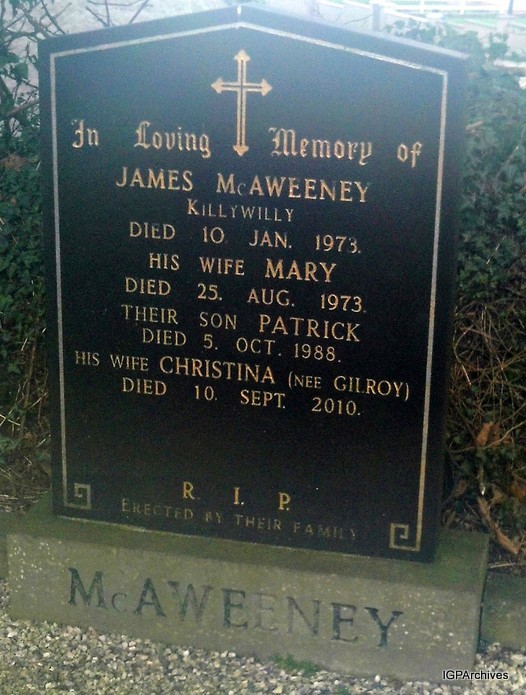 In Loving Memory of
JAMES McAWEENEY
KILLYWILLY
DIED 10. JAN. 1973.
HIS WIFE MARY
DIED 25. AUG. 1973.
THEIR SON PATRICK
DIED 5. OCT. 1988.
HIS WIFE CHRISTINA (NEE GILROY)
DIED 10. SEPT. 2010.
R. I. P.
ERECTED BY THEIR FAMILY
McAWEENEY
IGPArchives